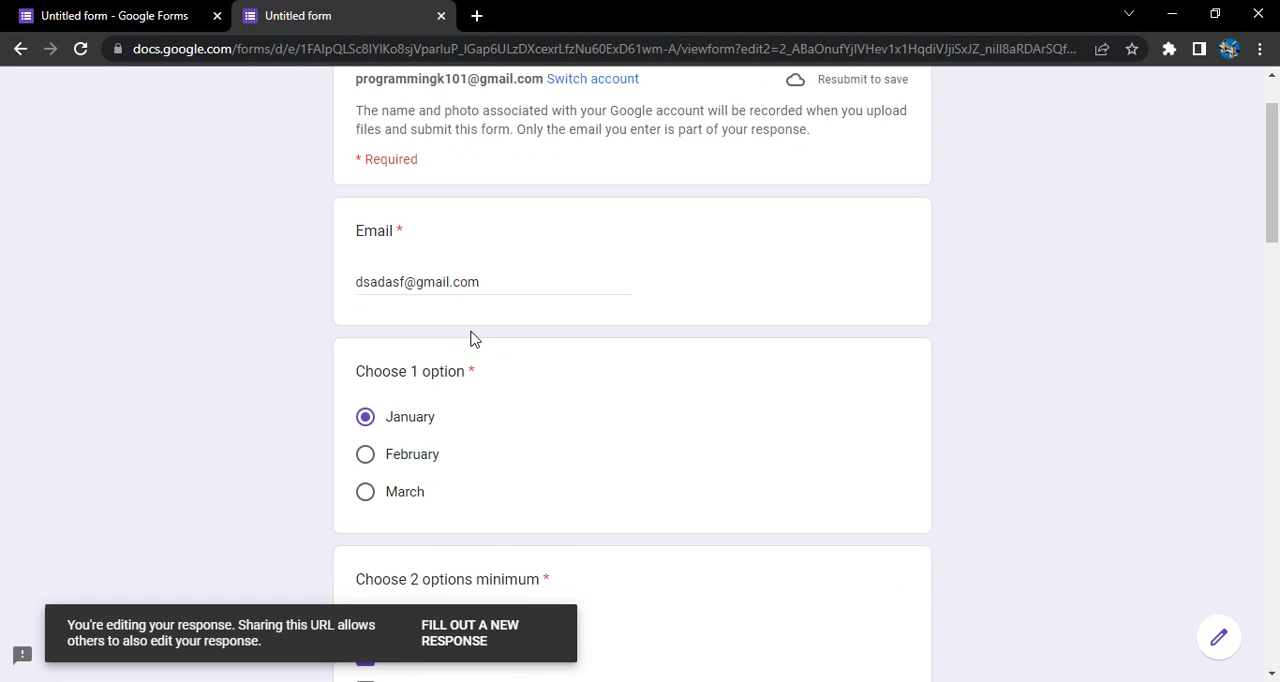 Untitled form - Google Forms
Untitled form
docs.google.com/forms/d/e/1FAIpQLSc8IYIKo8sjVparluP_IGap6ULzDXcexrLfzNu60ExD61wm-A/viewform?edit2=2_ABaOnufYjIVHev1x1HqdiVJjiSxJZ_nill8aRDArSQf...
programmingk101@gmail.com Switch account
Resubmit to save
The name and photo associated with your Google account will be recorded when you upload
files and submit this form. Only the email you enter is part of your response.
* Required
Email *
dsadasf@gmail.com
Choose 1 option *
January
February
March
Choose 2 options minimum *
You're editing your response. Sharing this URL allows
others to also edit your response.
FILL OUT A NEW
RESPONSE